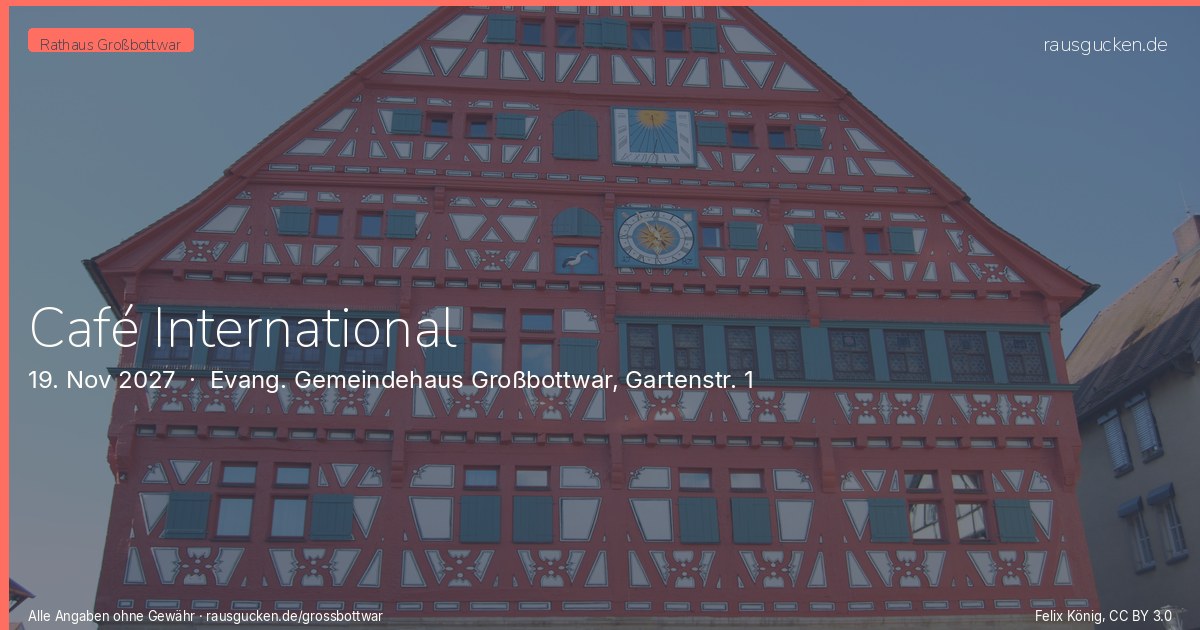 Rathaus Großbottwar
rausgucken.de
Café International
19. Nov 2027 · Evang. Gemeindehaus Großbottwar, Gartenstr. 1
Alle Angaben ohne Gewähr · rausgucken.de/grossbottwar
Felix König, CC BY 3.0